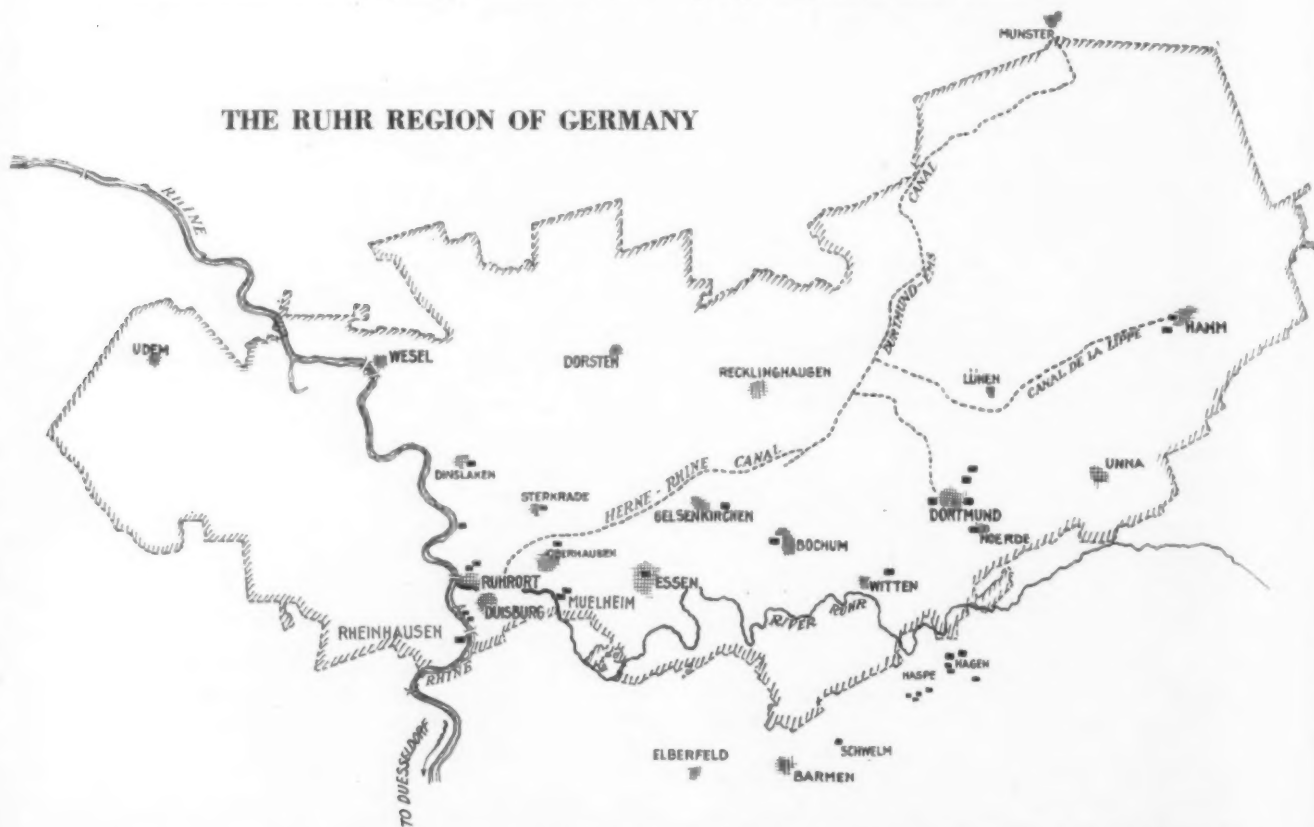 MUNSTER
THE RUHR REGION OF GERMANY
RHINE
CANAL
DORTMUND-EMS
UDEM
WESEL
DORSTEN
RECKLINGHAUSEN
LÜNEN
CANAL DE LA LIPPE
HAMM
DINSLAKEN
STERKRADE
HERNE-RHINE CANAL
GELSENKIRCHEN
UNNA
DORTMUND
HOERDE
OBERHAUSEN
BOCHUM
RUHRORT
ESSEN
WITTEN
DUISBURG
MUELHEIM
RIVER RUHR
RHEINHAUSEN
RHINE
HASPE
HAGEN
TO DUESSELDORF
ELBERFELD
BARMEN
SCHWELM